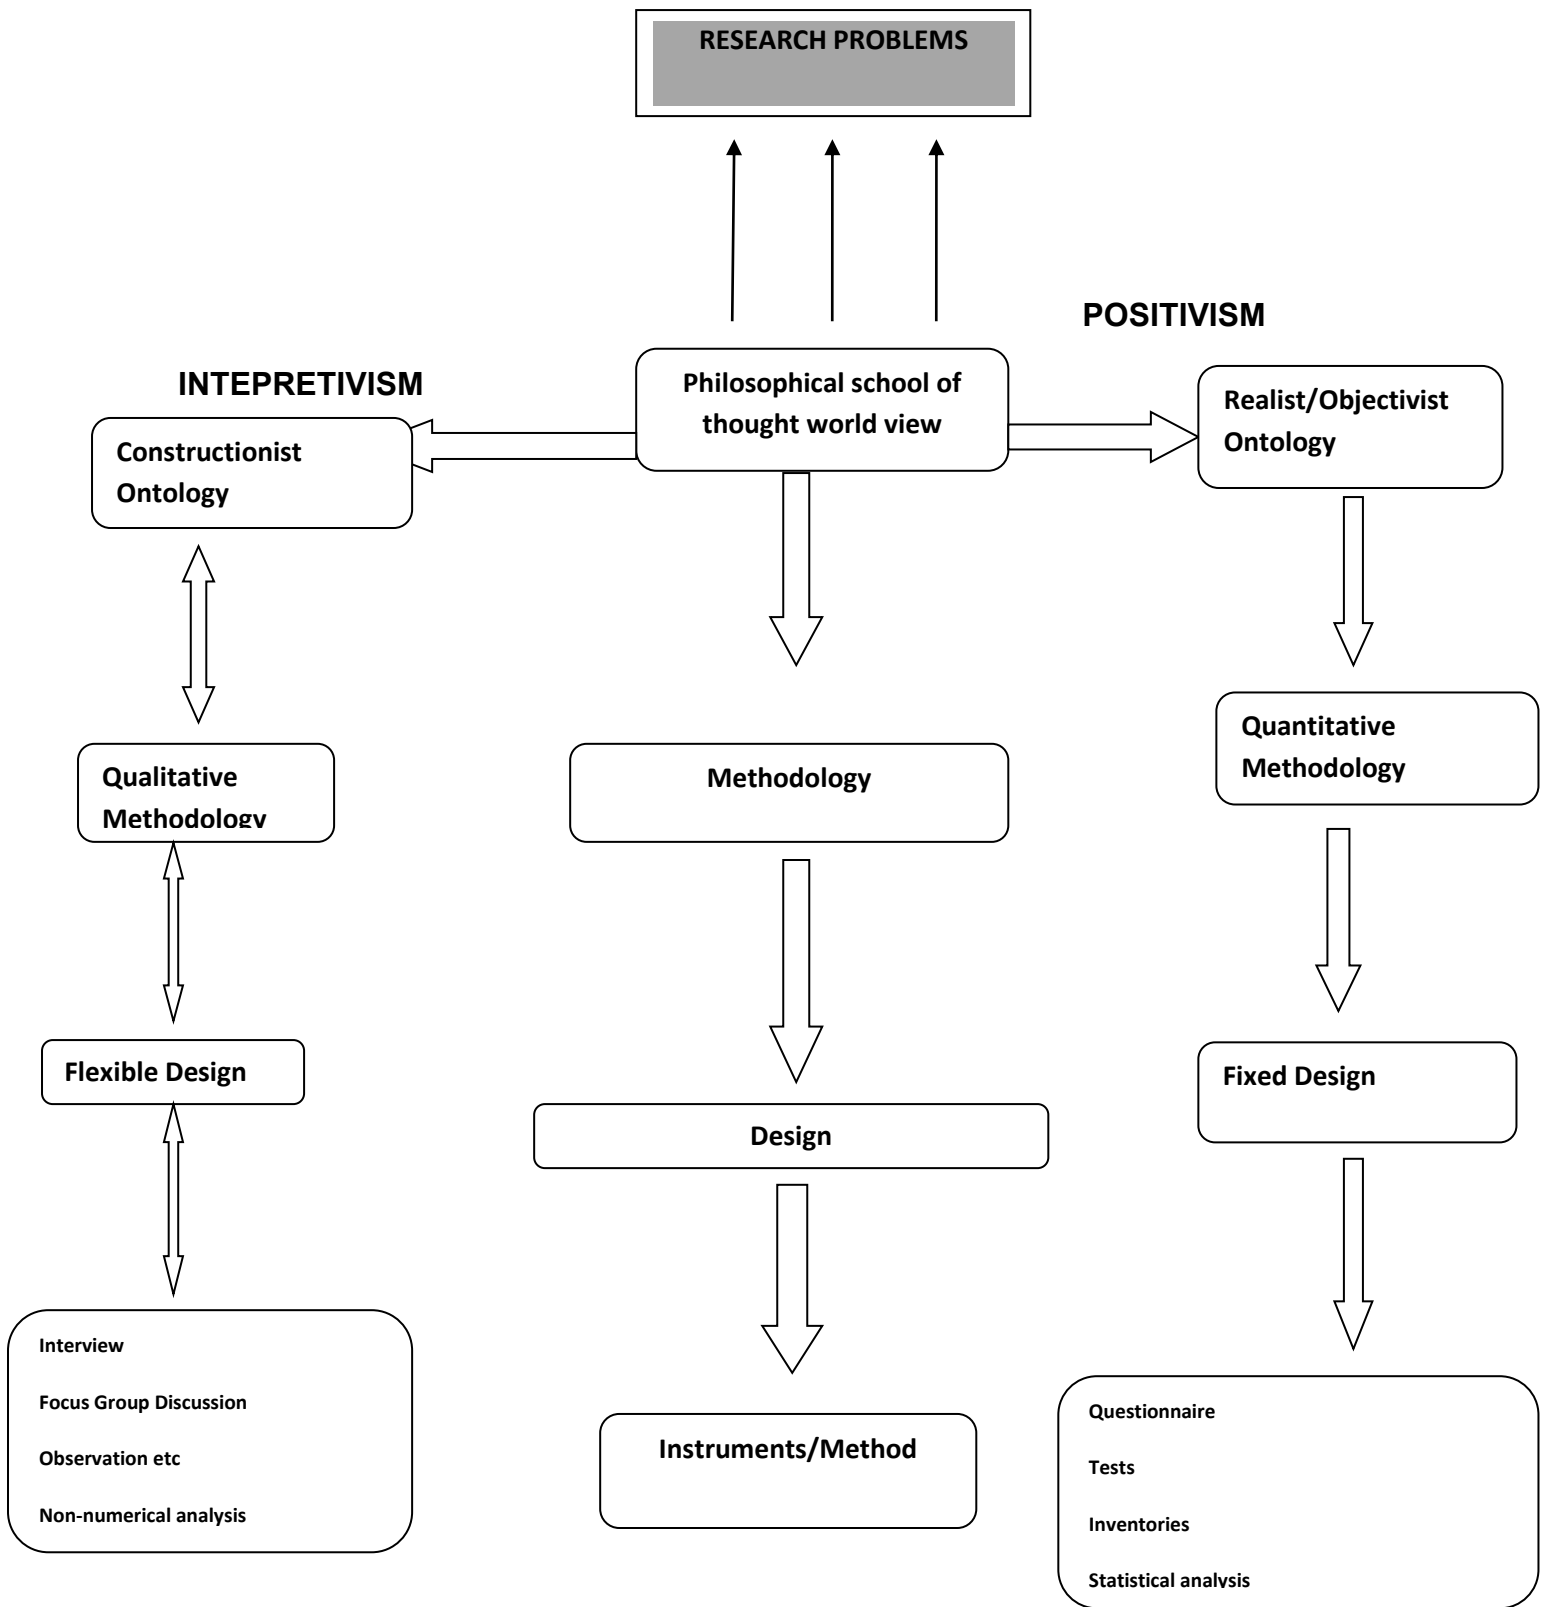 RESEARCH PROBLEMS
POSITIVISM
INTEPRETIVISM
Philosophical school of
thought world view
Realist/Objectivist
Ontology
Constructionist
Ontology
Qualitative
Methodology
Methodology
Quantitative
Methodology
Flexible Design
Design
Fixed Design
Interview
Focus Group Discussion
Observation etc
Non-numerical analysis
Instruments/Method
Questionnaire
Tests
Inventories
Statistical analysis